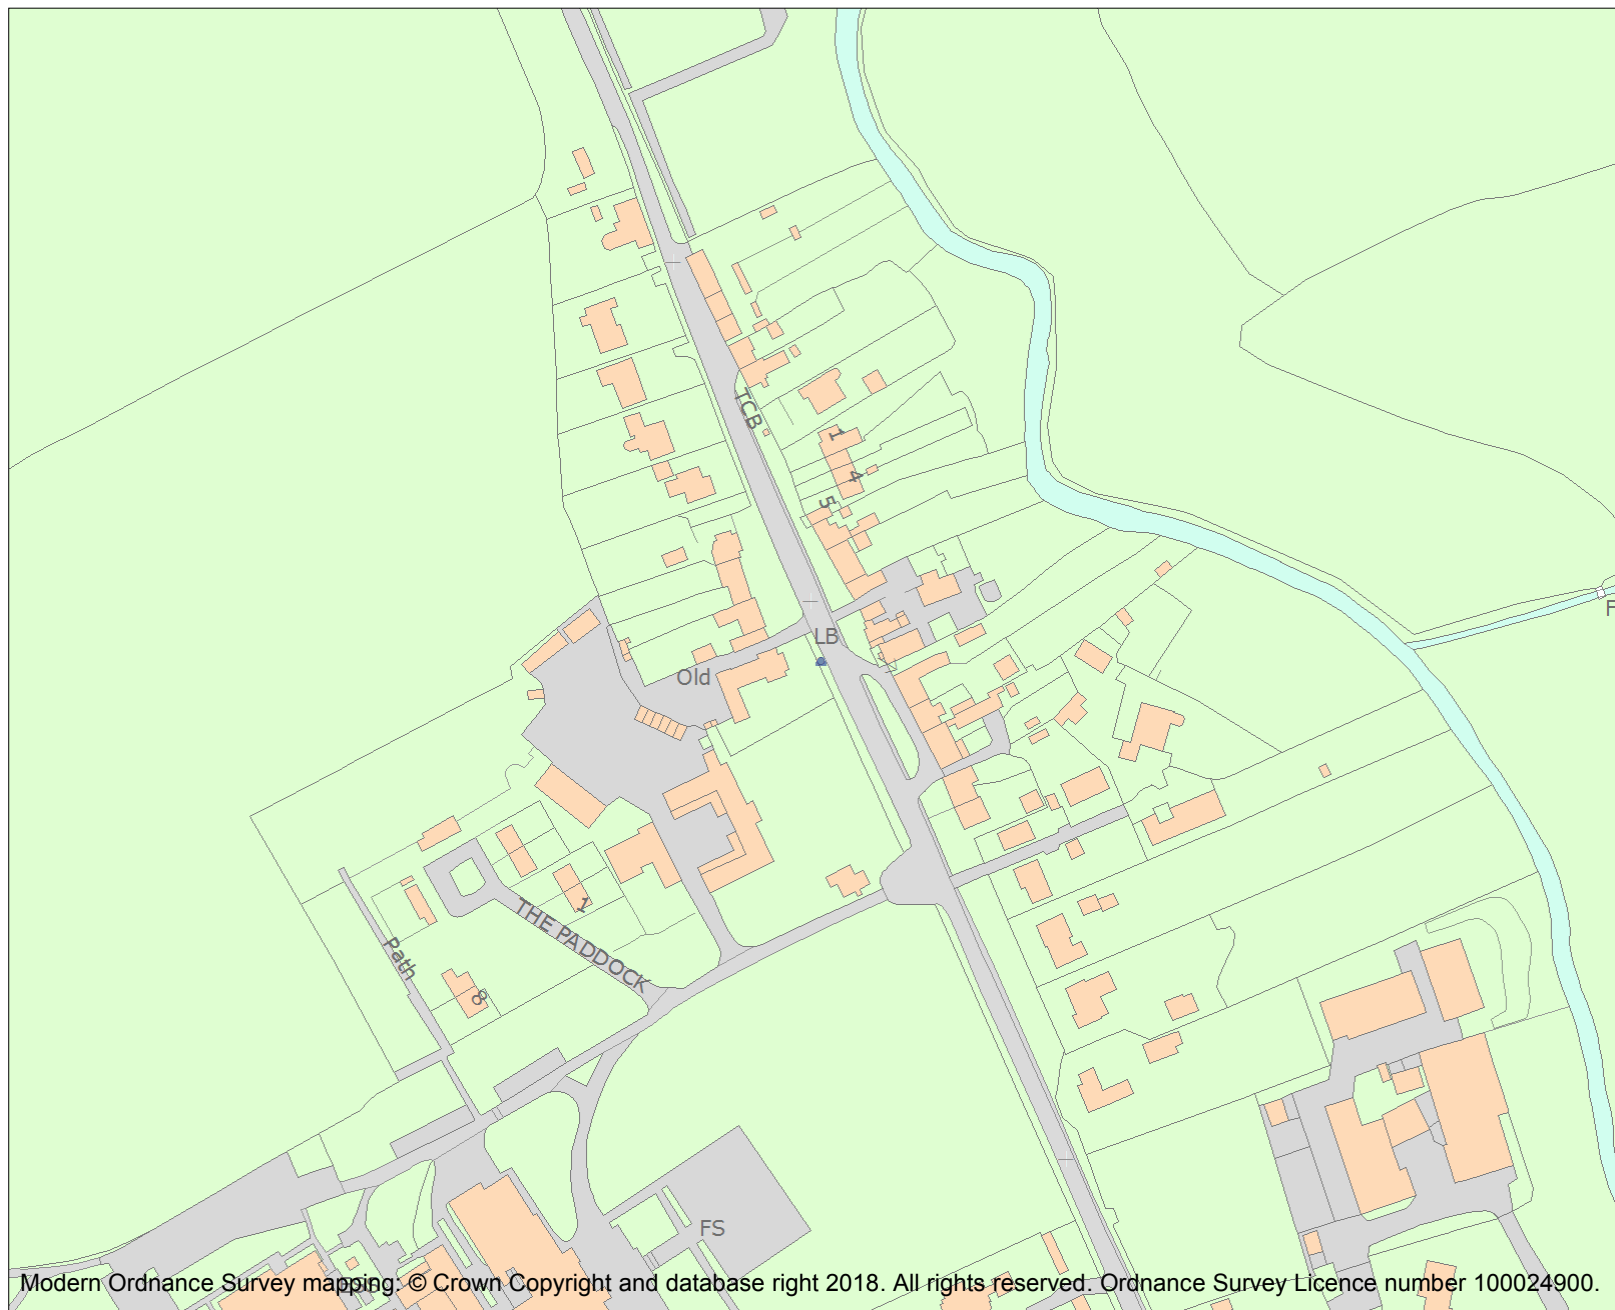 TCB
1
4
5
LB
Old
1
THE PADDOCK
Path
8
FS
Modern Ordnance Survey mapping: © Crown Copyright and database right 2018. All rights reserved. Ordnance Survey Licence number 100024900.